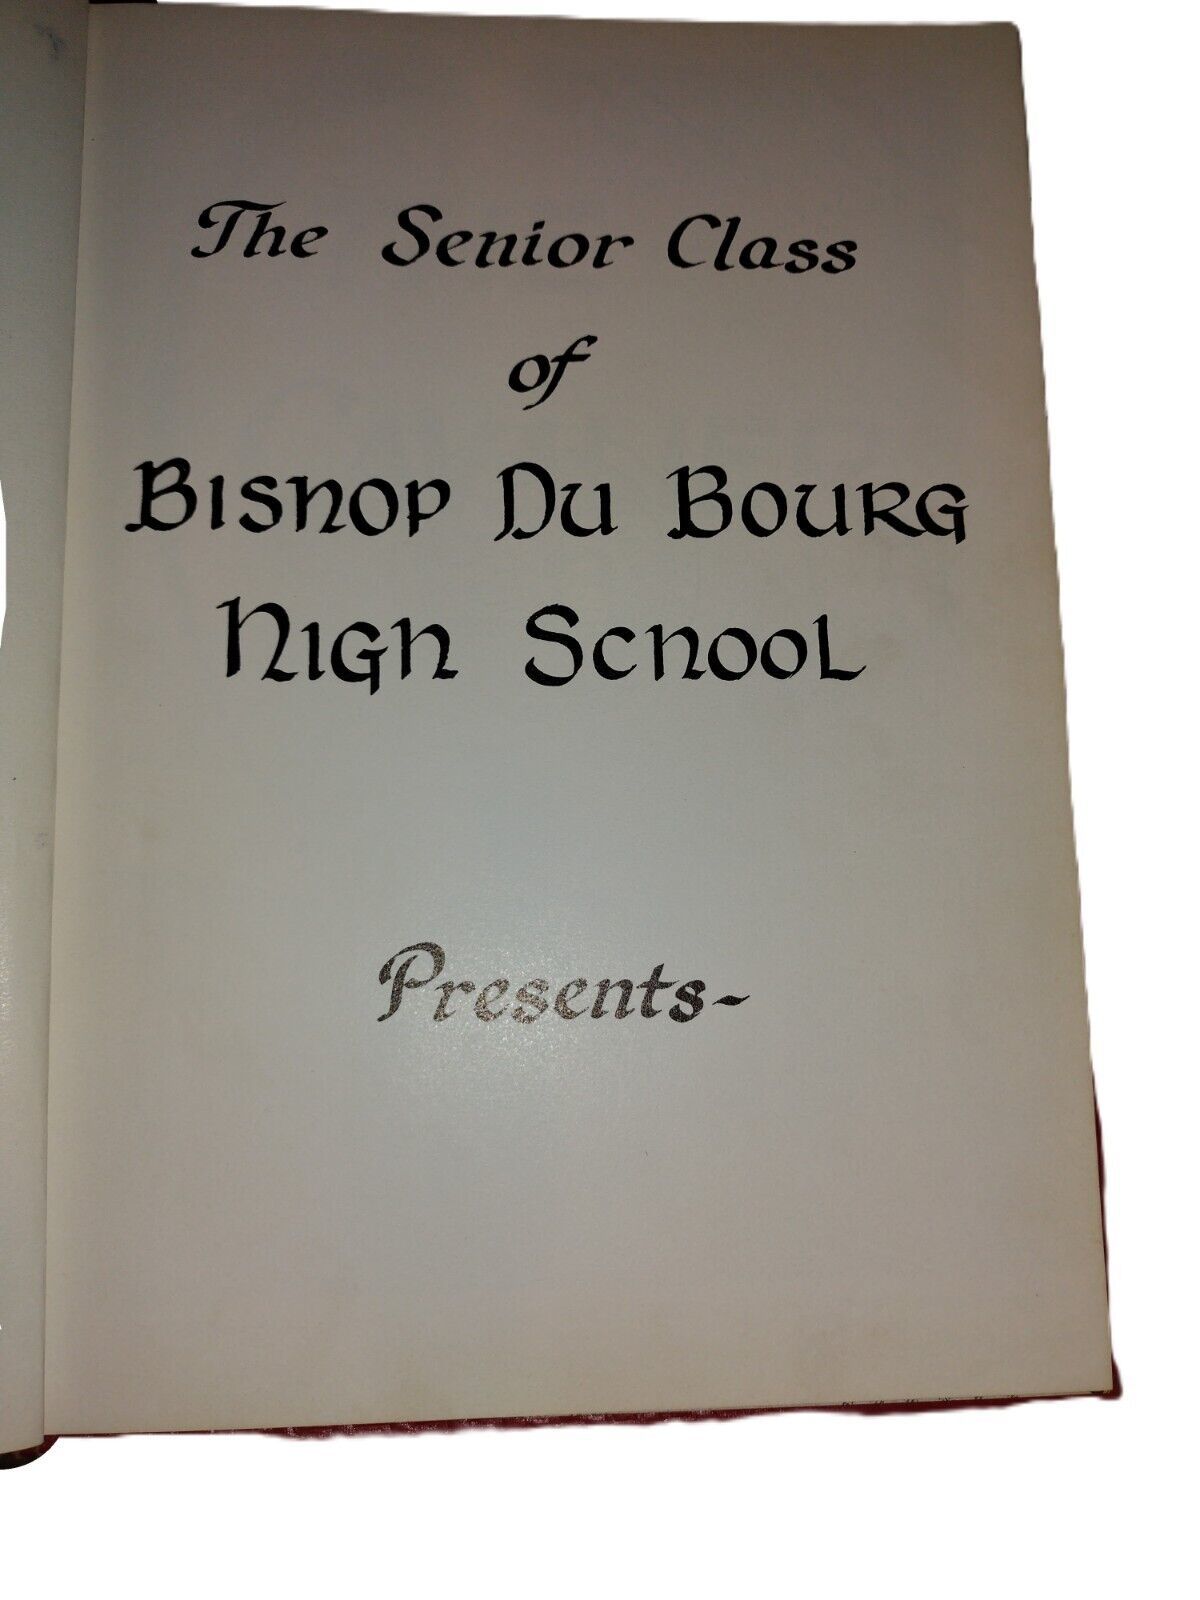 The Senior Class
of
Bishop Du Bourg
High School
Presents-